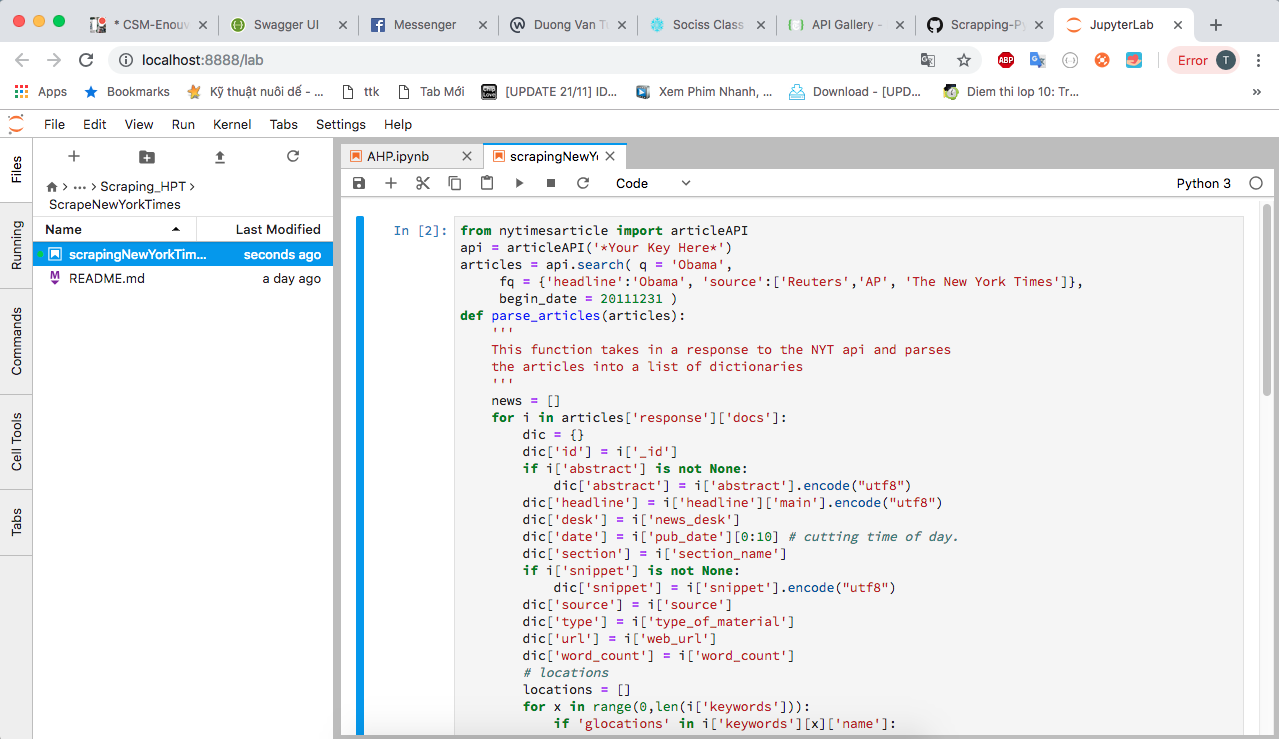 * CSM-Enouv
Swagger UI
Messenger
Duong Van T
Sociss Class
API Gallery -
Scrapping-Py
JupyterLab
localhost:8888/lab
ABP
Error
T
Apps
Bookmarks
Kỹ thuật nuôi dế - ...
ttk
Tab Mới
[UPDATE 21/11] ID...
Xem Phim Nhanh, ...
Download - [UPD...
Diem thi lop 10: Tr...
»
File Edit View Run Kernel Tabs Settings Help
Files
Running
Commands
Cell Tools
Tabs
... > Scraping_HPT >
ScrapeNewYorkTimes
Name Last Modified
scrapingNewYorkTim... seconds ago
README.md a day ago
AHP.ipynb
scrapingNewY
Code
Python 3
In [2]:
from nytimesarticle import articleAPI
api = articleAPI('*Your Key Here*')
articles = api.search( q = 'Obama',
     fq = {'headline':'Obama', 'source':['Reuters','AP', 'The New York Times']},
     begin_date = 20111231 )
def parse_articles(articles):
    '''
    This function takes in a response to the NYT api and parses
    the articles into a list of dictionaries
    '''
    news = []
    for i in articles['response']['docs']:
        dic = {}
        dic['id'] = i['_id']
        if i['abstract'] is not None:
            dic['abstract'] = i['abstract'].encode("utf8")
        dic['headline'] = i['headline']['main'].encode("utf8")
        dic['desk'] = i['news_desk']
        dic['date'] = i['pub_date'][0:10] # cutting time of day.
        dic['section'] = i['section_name']
        if i['snippet'] is not None:
            dic['snippet'] = i['snippet'].encode("utf8")
        dic['source'] = i['source']
        dic['type'] = i['type_of_material']
        dic['url'] = i['web_url']
        dic['word_count'] = i['word_count']
        # locations
        locations = []
        for x in range(0,len(i['keywords'])):
            if 'glocations' in i['keywords'][x]['name']: